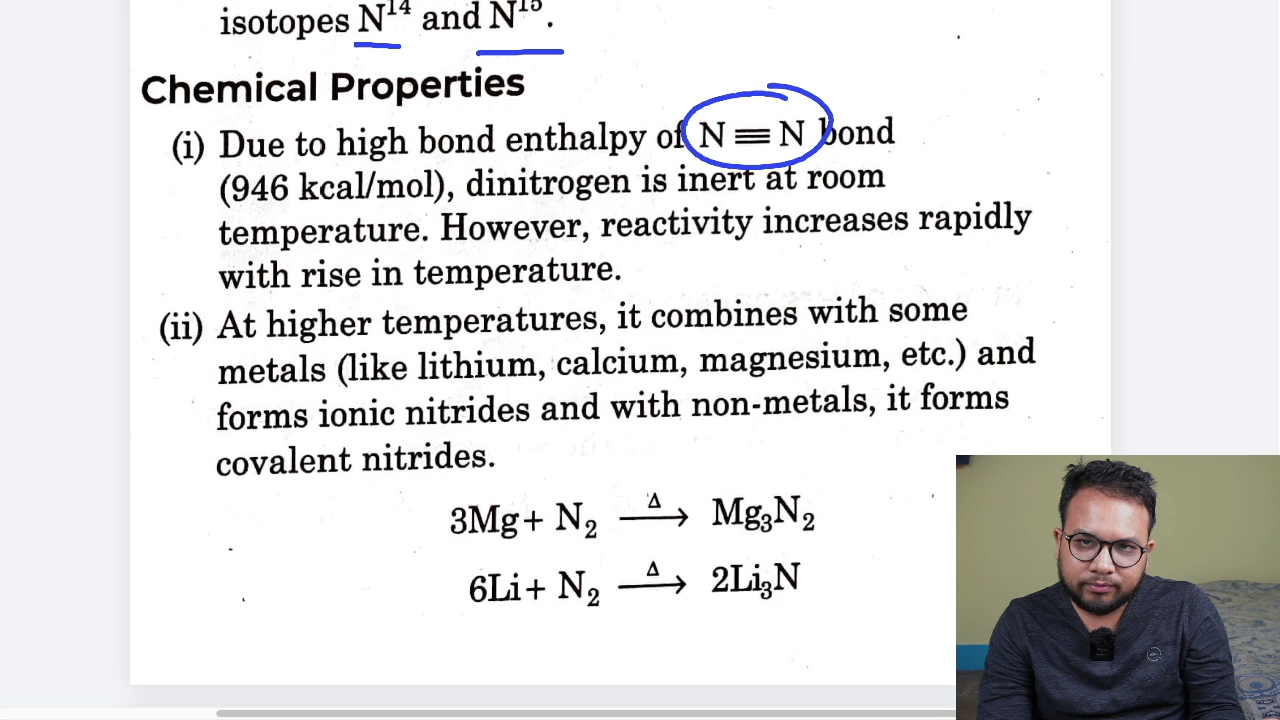 isotopes N¹⁴ and N¹⁵.
Chemical Properties
(i) Due to high bond enthalpy of N≡N bond
(946 kcal/mol), dinitrogen is inert at room
temperature. However, reactivity increases rapidly
with rise in temperature.
(ii) At higher temperatures, it combines with some
metals (like lithium, calcium, magnesium, etc.) and
forms ionic nitrides and with non-metals, it forms
covalent nitrides.
3Mg + N₂ —Δ→ Mg₃N₂
6Li + N₂ —Δ→ 2Li₃N